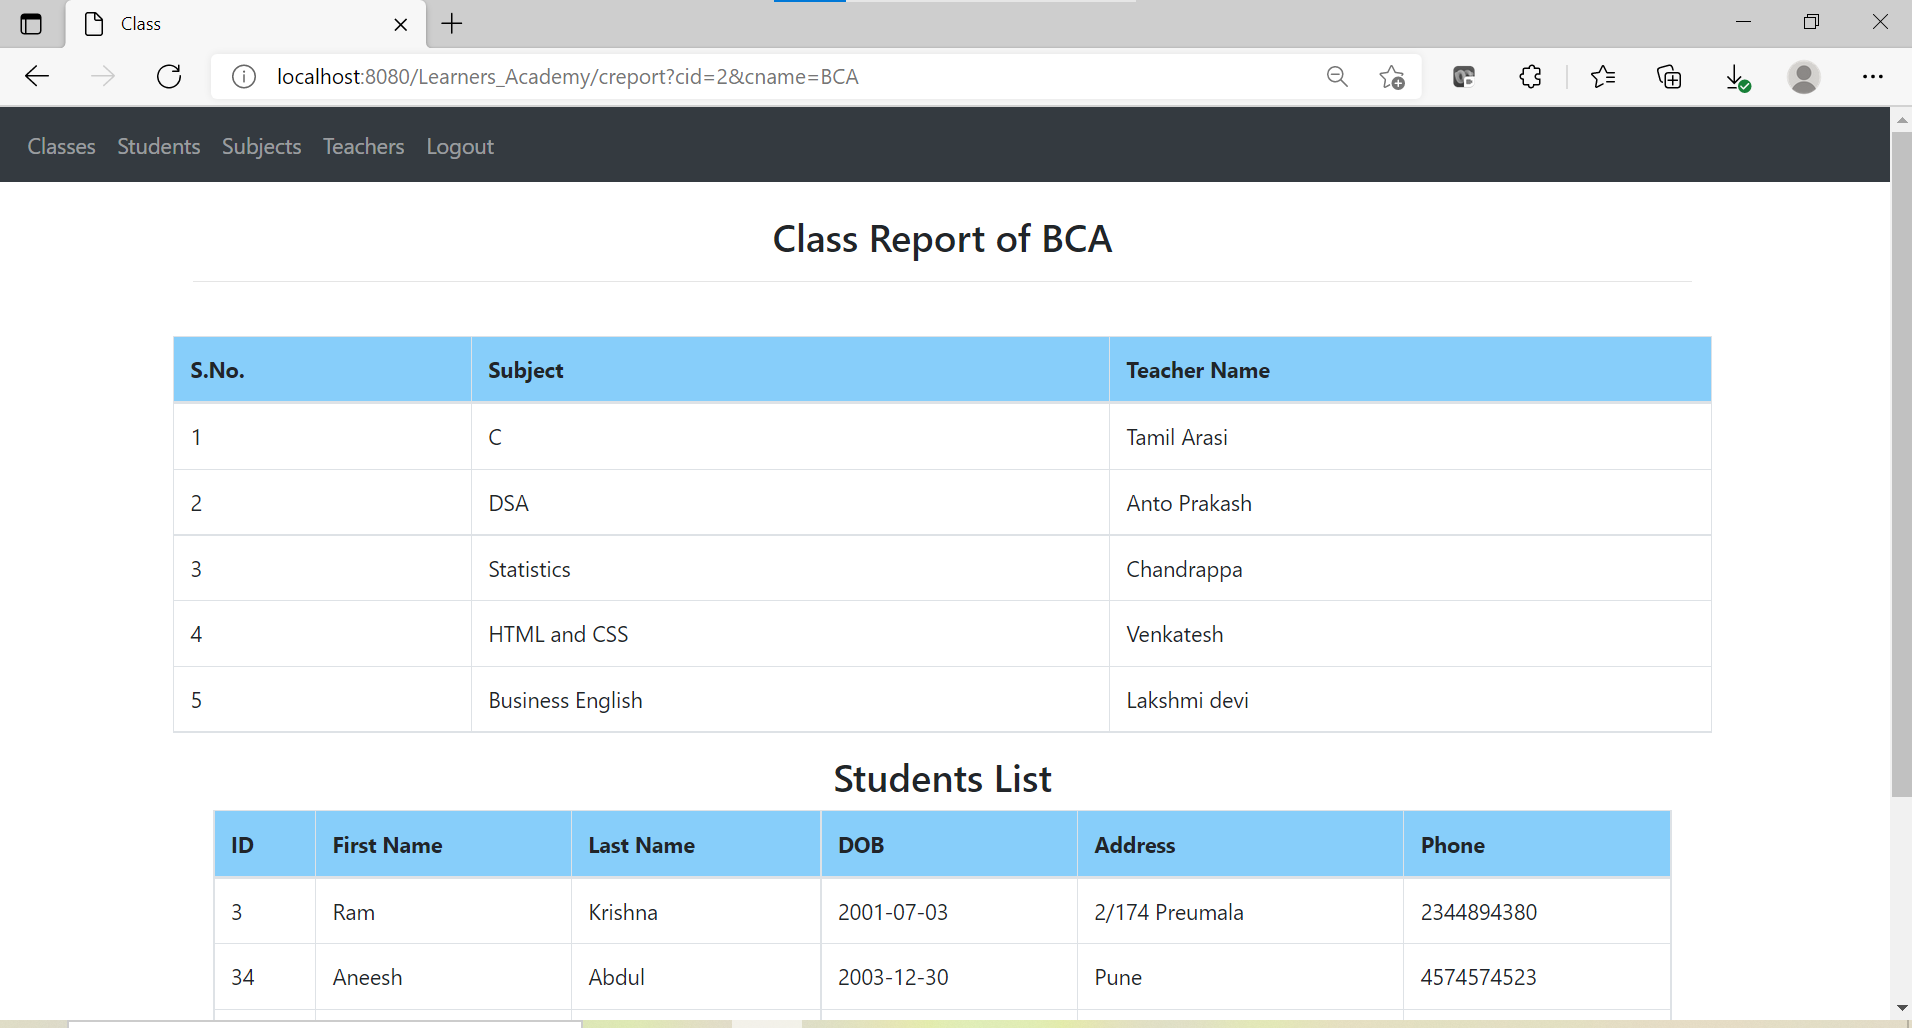 Class
localhost:8080/Learners_Academy/creport?cid=2&cname=BCA
Classes Students Subjects Teachers Logout
Class Report of BCA
S.No. Subject Teacher Name
1 C Tamil Arasi
2 DSA Anto Prakash
3 Statistics Chandrappa
4 HTML and CSS Venkatesh
5 Business English Lakshmi devi
Students List
ID First Name Last Name DOB Address Phone
3 Ram Krishna 2001-07-03 2/174 Preumala 2344894380
34 Aneesh Abdul 2003-12-30 Pune 4574574523